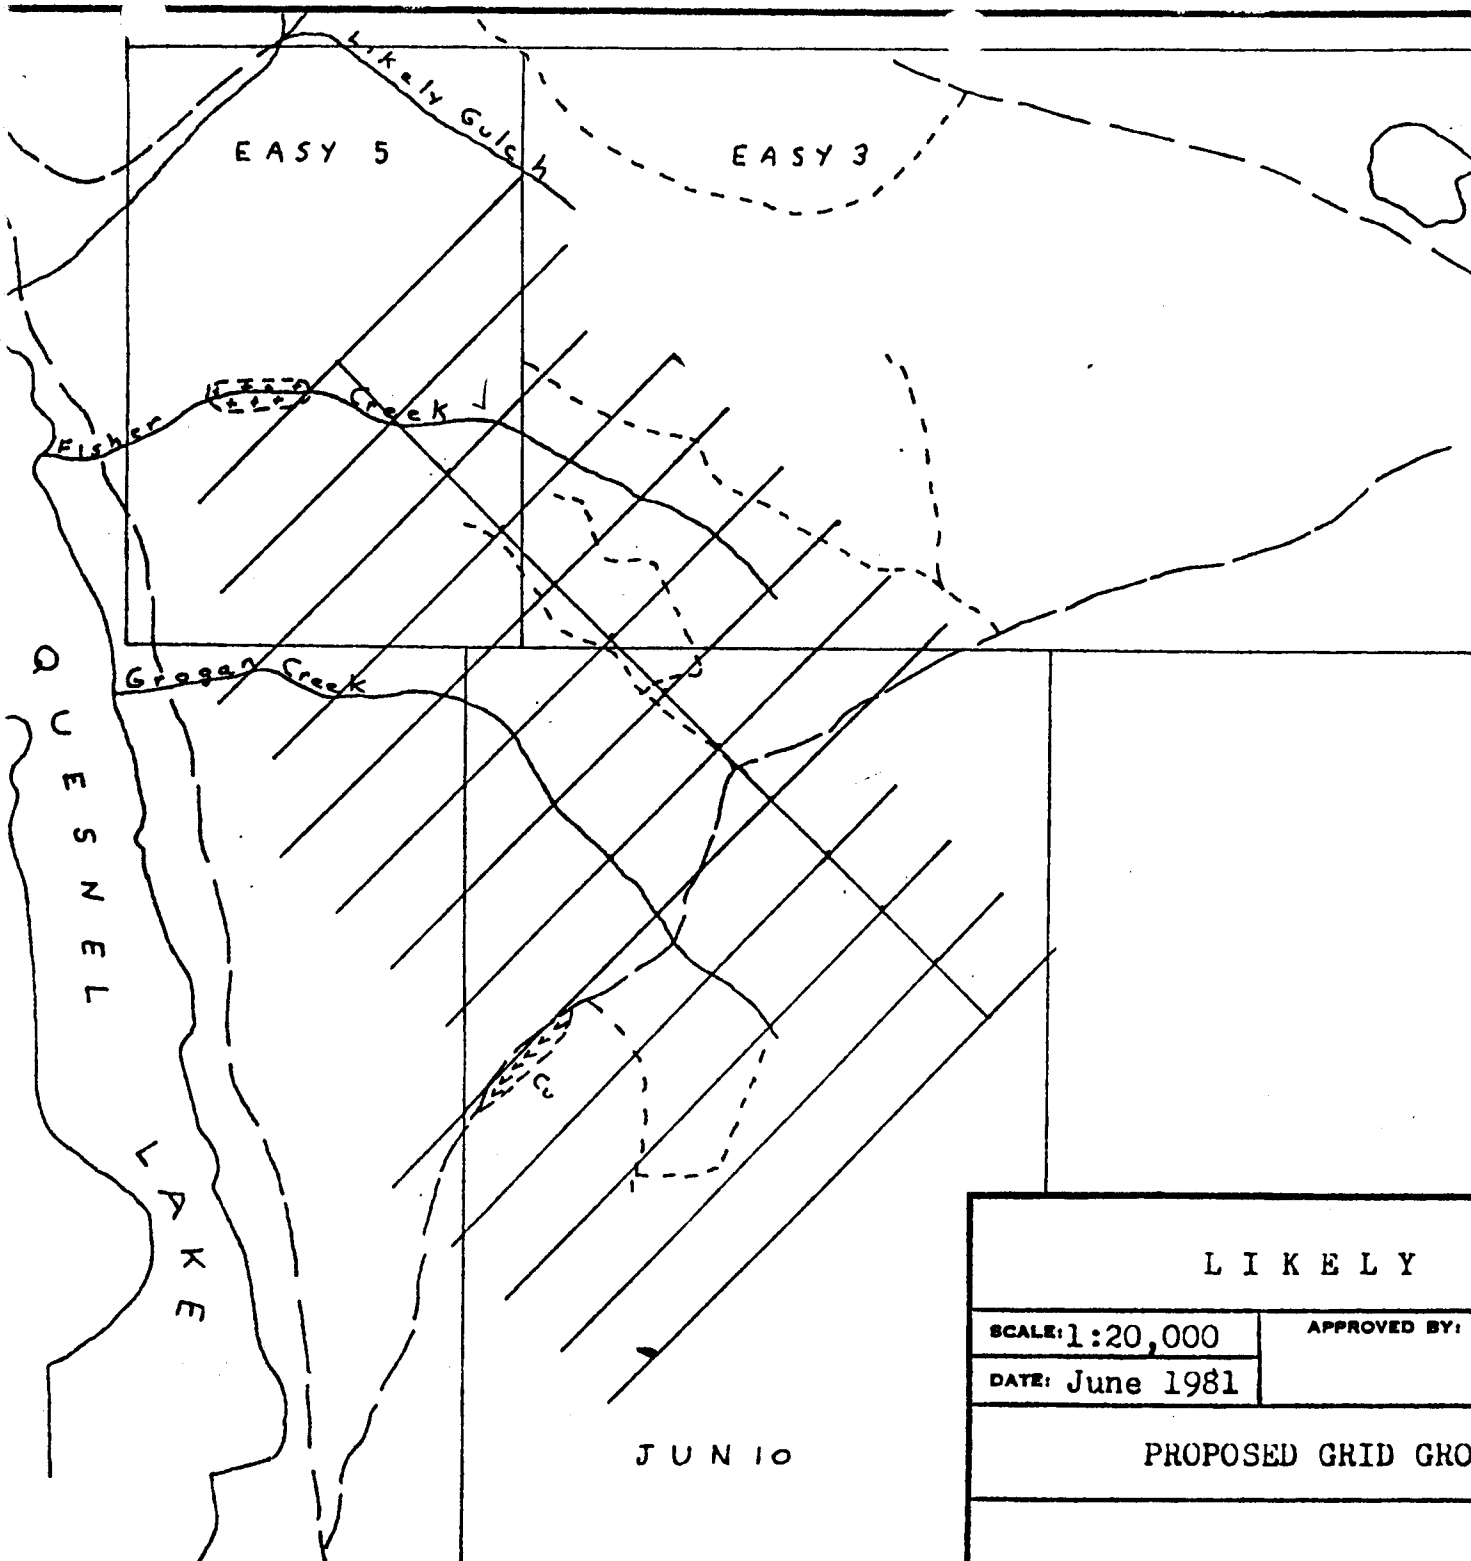 Likely Gulch
EASY 5
EASY 3
Fisher Creek
Grogan Creek
QUESNEL LAKE
Cu
JUN 10
LIKELY
SCALE: 1:20,000
APPROVED BY:
DATE: June 1981
PROPOSED GRID GRO